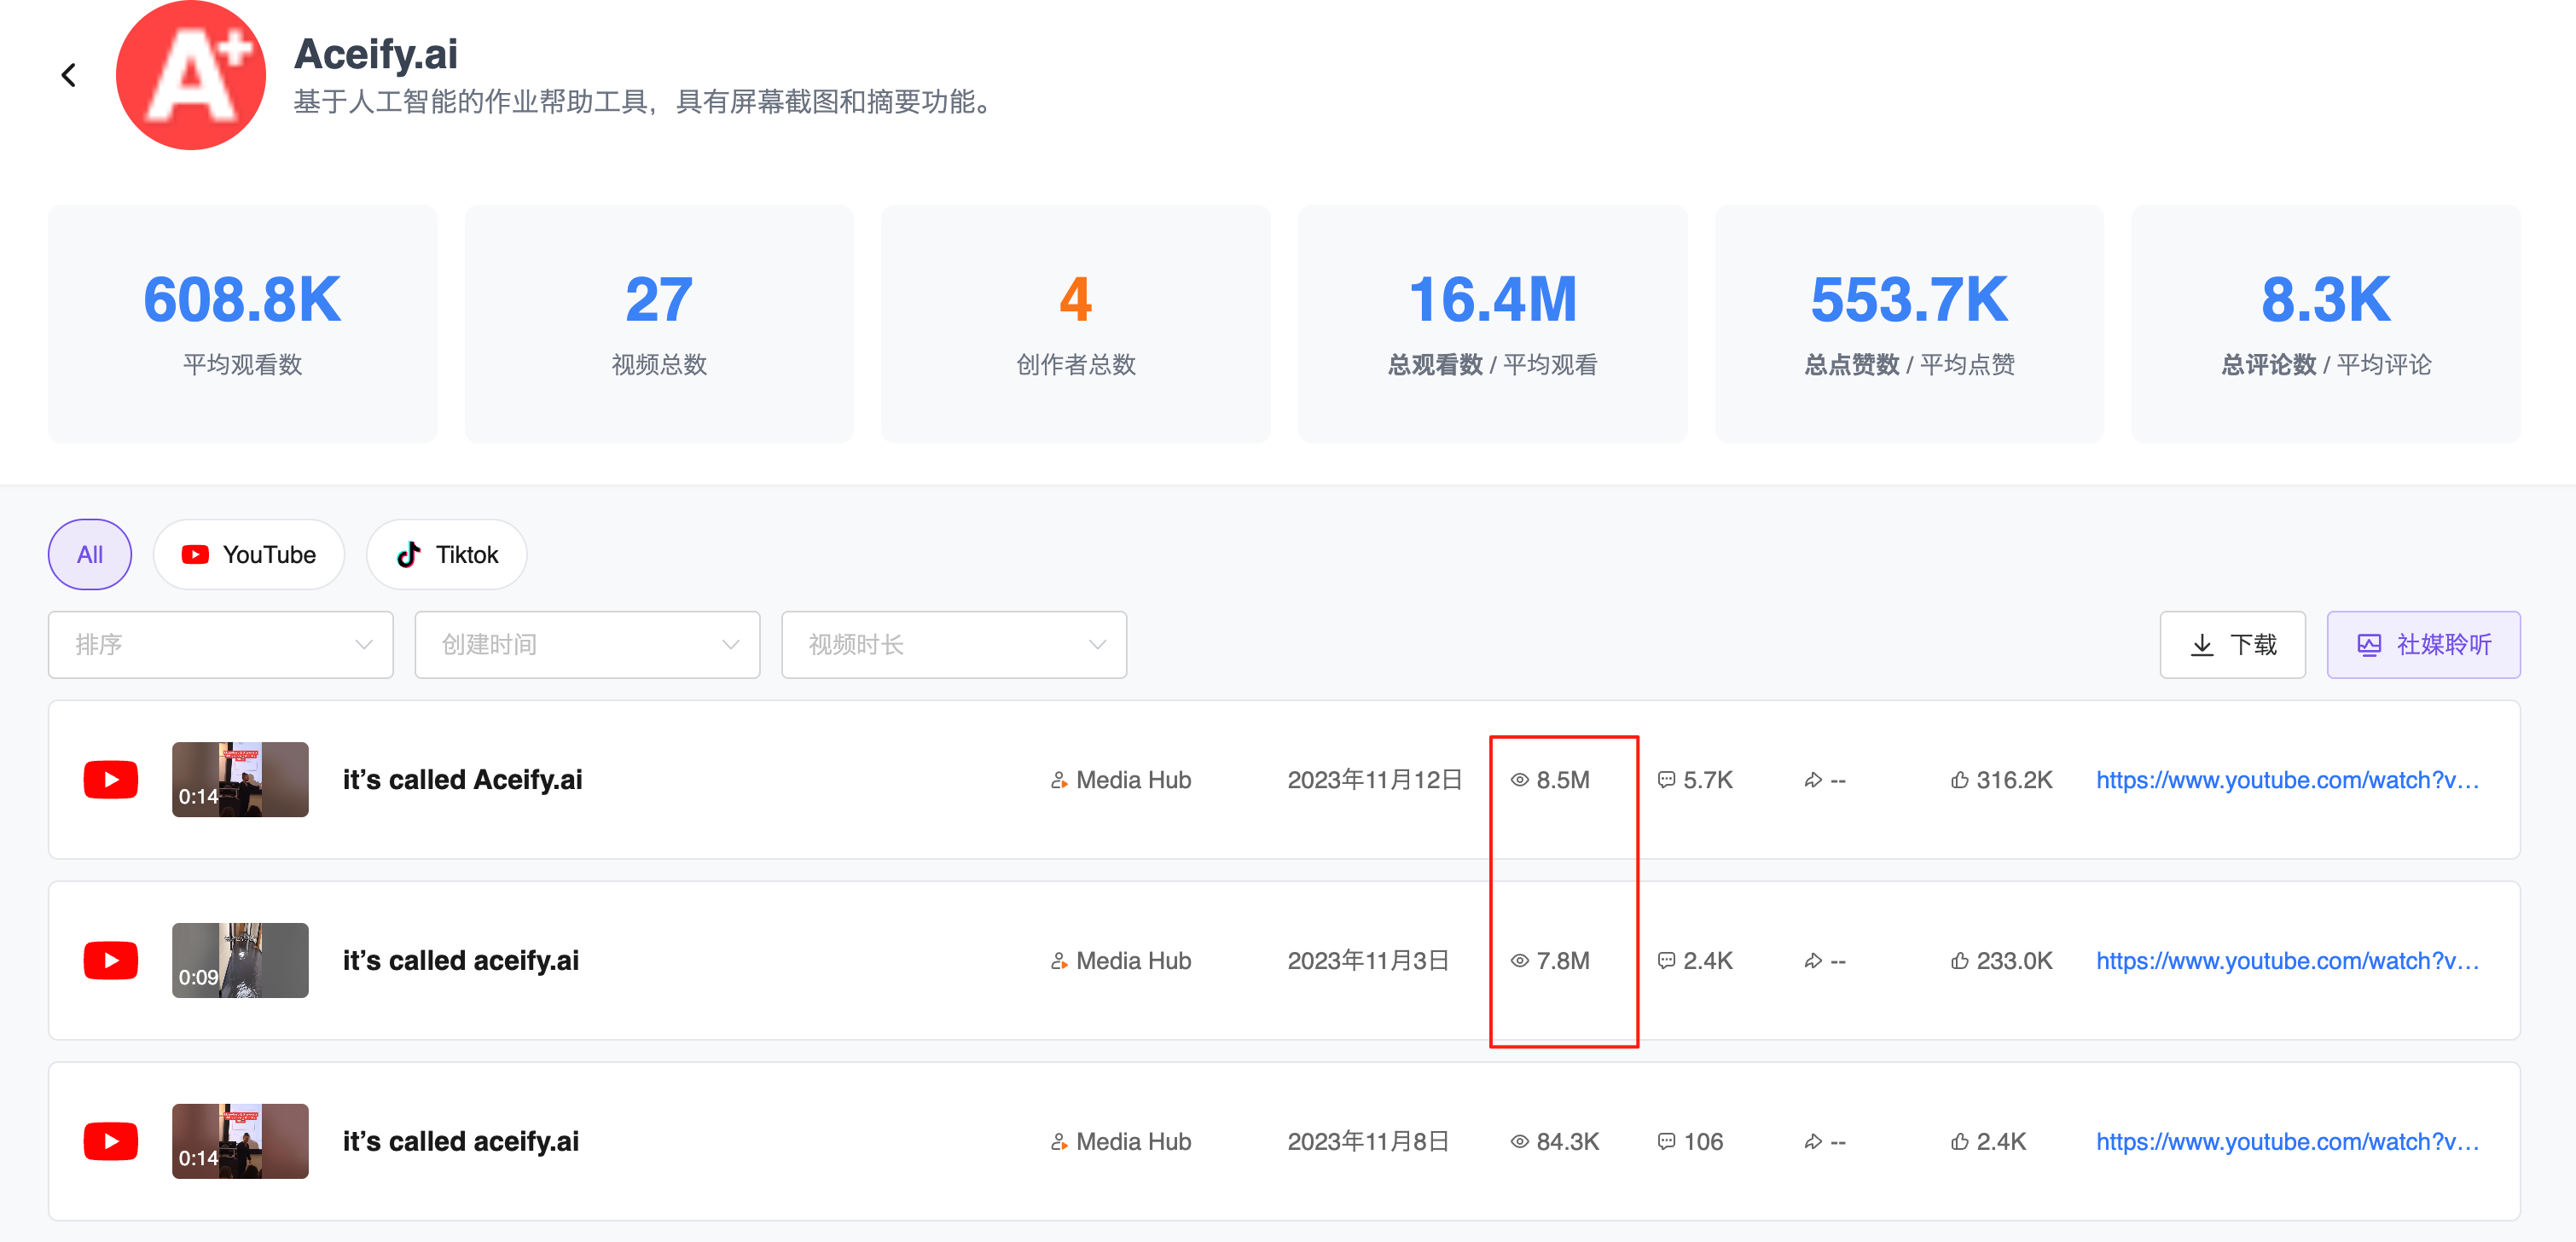 A+
Aceify.ai
基于人工智能的作业帮助工具，具有屏幕截图和摘要功能。
608.8K
平均观看数
27
视频总数
4
创作者总数
16.4M
总观看数 / 平均观看
553.7K
总点赞数 / 平均点赞
8.3K
总评论数 / 平均评论
All
YouTube
Tiktok
排序
创建时间
视频时长
下载
社媒聆听
0:14
it’s called Aceify.ai
Media Hub
2023年11月12日
8.5M
5.7K
--
316.2K
https://www.youtube.com/watch?v...
0:09
it’s called aceify.ai
Media Hub
2023年11月3日
7.8M
2.4K
--
233.0K
https://www.youtube.com/watch?v...
0:14
it’s called aceify.ai
Media Hub
2023年11月8日
84.3K
106
--
2.4K
https://www.youtube.com/watch?v...